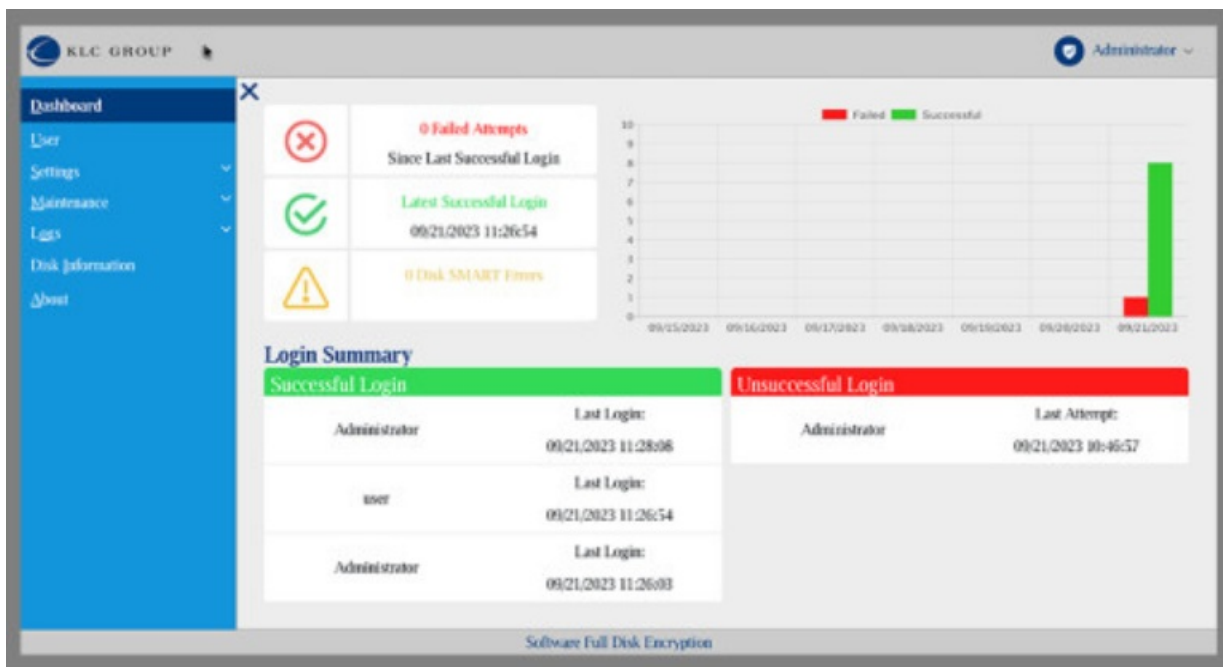 KLC GROUP
Administrator
Dashboard
User
Settings
Maintenance
Logs
Disk Information
About
0 Failed Attempts
Since Last Successful Login
Latest Successful Login
09/21/2023 11:26:54
0 Disk SMART Errors
Failed Successful
10
9
8
7
6
5
4
3
2
1
0
09/15/2023 09/16/2023 09/17/2023 09/18/2023 09/19/2023 09/20/2023 09/21/2023
Login Summary
Successful Login
Administrator
Last Login:
09/21/2023 11:28:08
user
Last Login:
09/21/2023 11:26:54
Administrator
Last Login:
09/21/2023 11:26:03
Unsuccessful Login
Administrator
Last Attempt:
09/21/2023 10:46:57
Software Full Disk Encryption